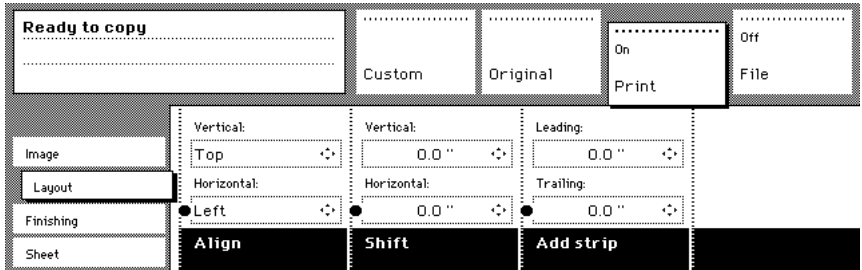 Ready to copy
Custom
Original
On
Print
Off
File
Image
Layout
Finishing
Sheet
Vertical:
Top
Horizontal:
Left
Align
Vertical:
0.0 "
Horizontal:
0.0 "
Shift
Leading:
0.0 "
Trailing:
0.0 "
Add strip